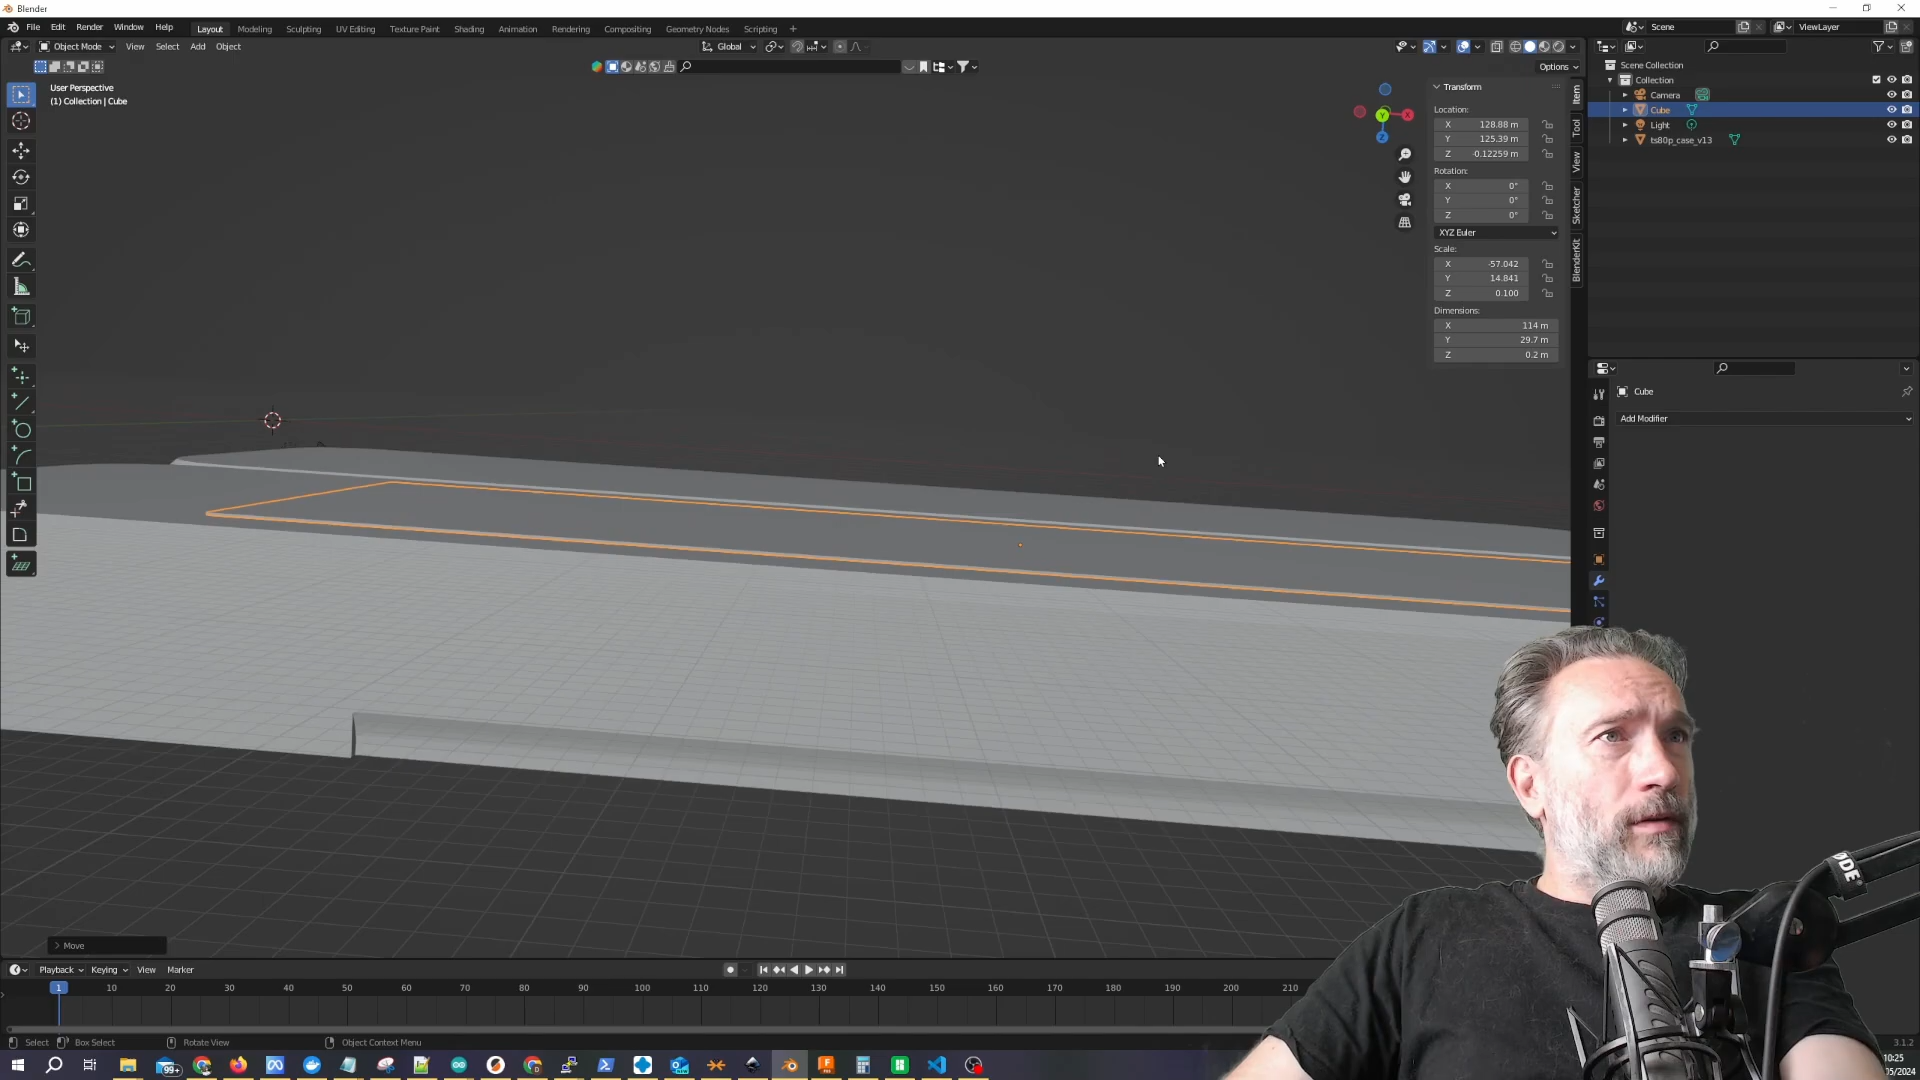 Blender
File Edit Render Window Help Layout Modeling Sculpting UV Editing Texture Paint Shading Animation Rendering Compositing Geometry Nodes Scripting + Scene ViewLayer
Object Mode View Select Add Object Global
Options
User Perspective
(1) Collection | Cube
Transform
Location:
X 128.88 m
Y 125.39 m
Z -0.12259 m
Rotation:
X 0°
Y 0°
Z 0°
XYZ Euler
Scale:
X -57.042
Y 14.841
Z 0.100
Dimensions:
X 114 m
Y 29.7 m
Z 0.2 m
Item
Tool
View
Sketcher
BlenderKit
Y
X
Z
Scene Collection
Collection
Camera
Cube
Light
ts80p_case_v13
Cube
Add Modifier
Move
Playback Keying View Marker
1 10 20 30 40 50 60 70 80 90 100 110 120 130 140 150 160 170 180 190 200 210
Select Box Select Rotate View Object Context Menu 3.1.2
99+
10:25
05/2024